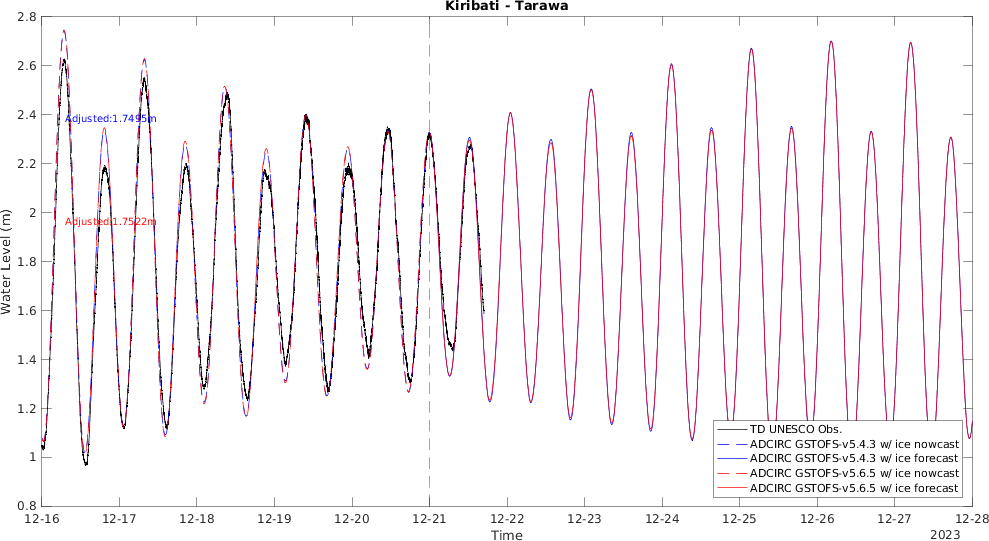 Kiribati - Tarawa
2.8
2.6
2.4
2.2
2
1.8
1.6
1.4
1.2
1
0.8
Water Level (m)
Adjusted:1.7495m
Adjusted:1.7522m
TD UNESCO Obs.
ADCIRC GSTOFS-v5.4.3 w/ ice nowcast
ADCIRC GSTOFS-v5.4.3 w/ ice forecast
ADCIRC GSTOFS-v5.6.5 w/ ice nowcast
ADCIRC GSTOFS-v5.6.5 w/ ice forecast
12-16 12-17 12-18 12-19 12-20 12-21 12-22 12-23 12-24 12-25 12-26 12-27 12-28
Time
2023